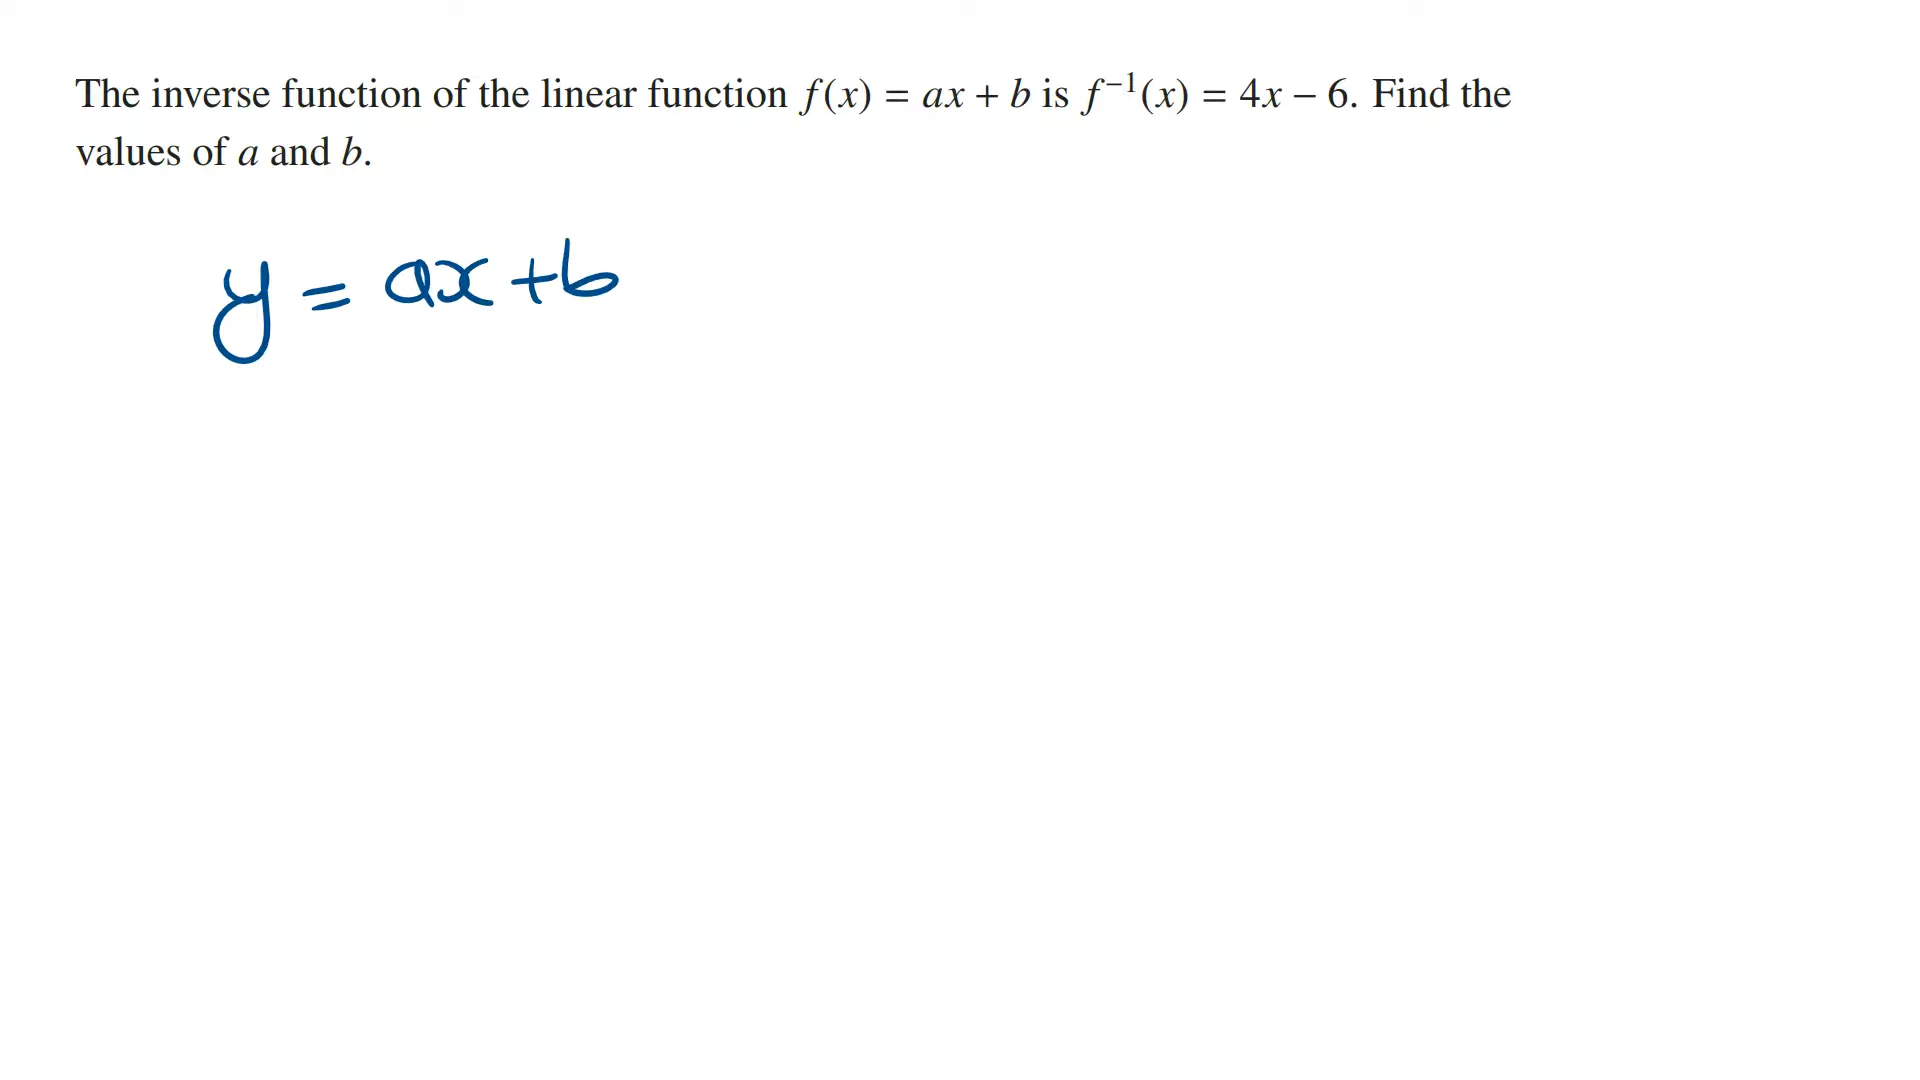 The inverse function of the linear function f(x) = ax + b is f⁻¹(x) = 4x − 6. Find the
values of a and b.
y = ax + b